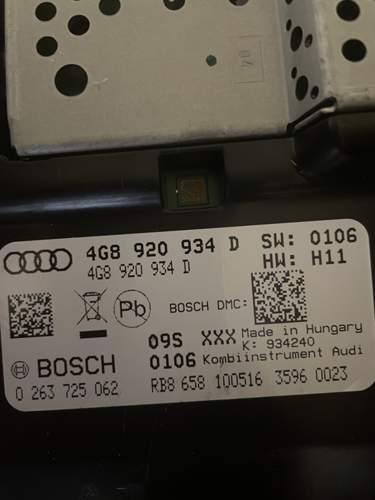 04
4G8 920 934 D SW: 0106
4G8 920 934 D HW: H11
Pb BOSCH DMC:
09S XXX Made in Hungary
K: 934240
BOSCH 0106 Kombiinstrument Audi
0 263 725 062 RB8 658 100516 3596 0023